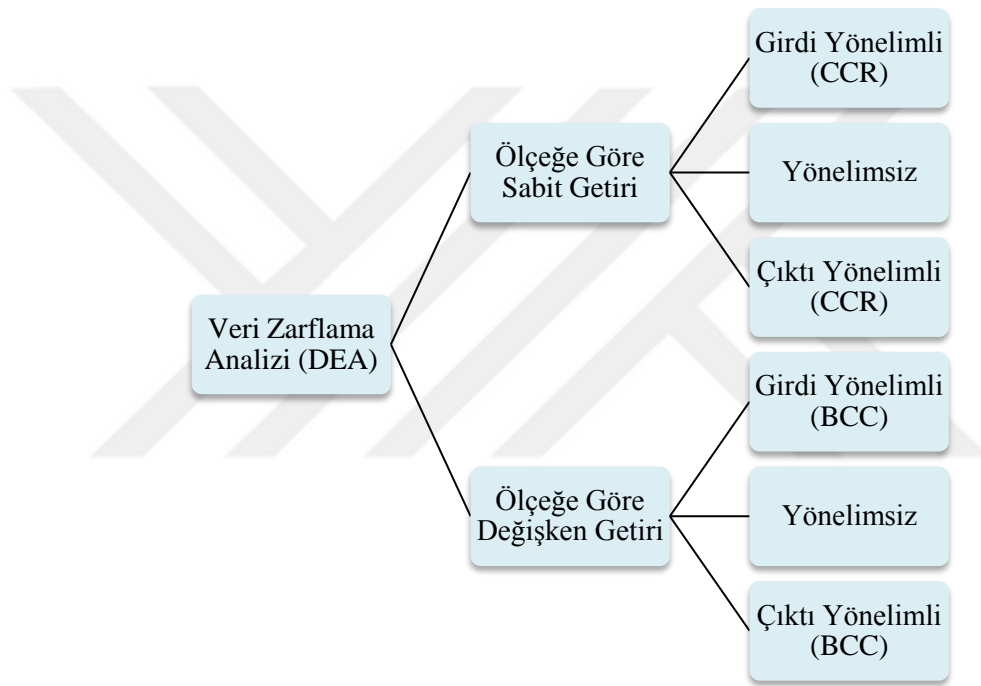 Veri Zarflama
Analizi (DEA)
Ölçeğe Göre
Sabit Getiri
Girdi Yönelimli
(CCR)
Yönelimsiz
Çıktı Yönelimli
(CCR)
Ölçeğe Göre
Değişken Getiri
Girdi Yönelimli
(BCC)
Yönelimsiz
Çıktı Yönelimli
(BCC)